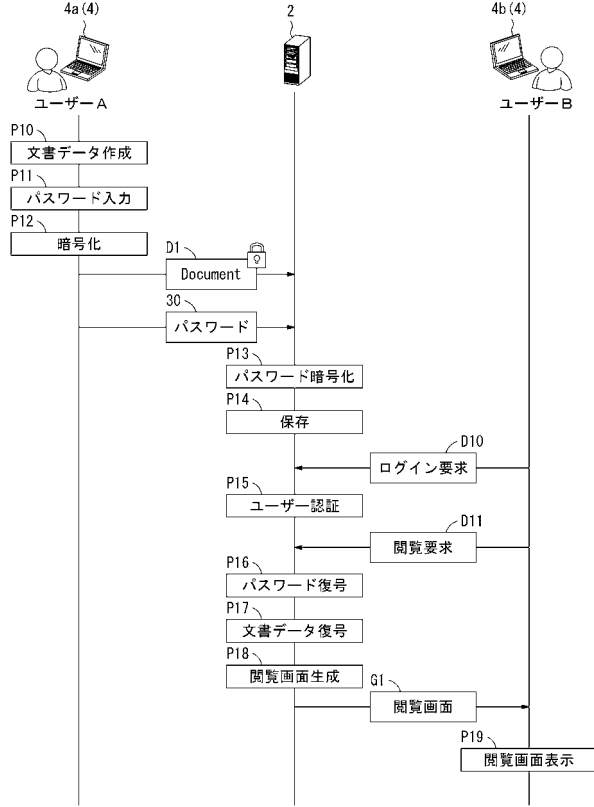 4a(4)
2
4b(4)
ユーザーA
ユーザーB
P10
文書データ作成
P11
パスワード入力
P12
暗号化
D1
Document
30
パスワード
P13
パスワード暗号化
P14
保存
D10
ログイン要求
P15
ユーザー認証
D11
閲覧要求
P16
パスワード復号
P17
文書データ復号
P18
閲覧画面生成
G1
閲覧画面
P19
閲覧画面表示